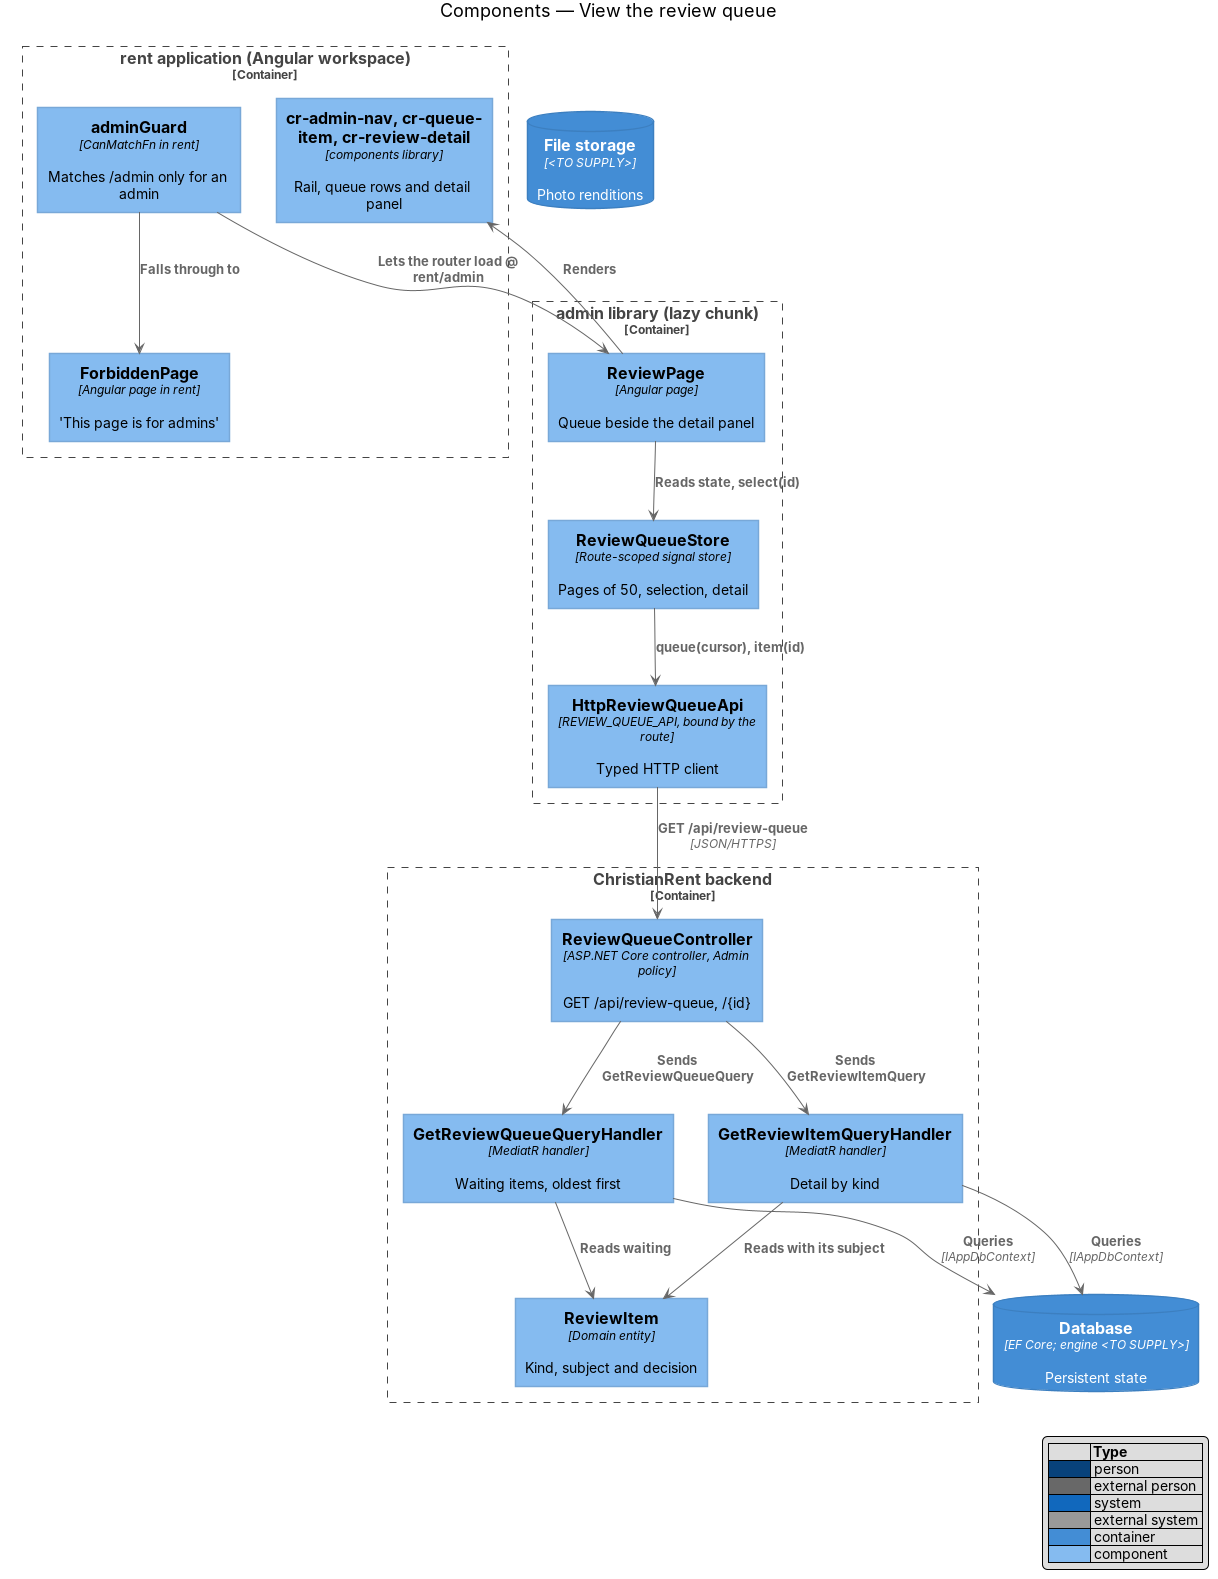 Components — View the review queue
rent application (Angular workspace)
[Container]
adminGuard
[CanMatchFn in rent]
Matches /admin only for an
admin
cr-admin-nav, cr-queue-
item, cr-review-detail
[components library]
Rail, queue rows and detail
panel
File storage
[<TO SUPPLY>]
Photo renditions
Falls through to
Lets the router load @
rent/admin
Renders
admin library (lazy chunk)
[Container]
ForbiddenPage
[Angular page in rent]
'This page is for admins'
ReviewPage
[Angular page]
Queue beside the detail panel
Reads state, select(id)
ReviewQueueStore
[Route-scoped signal store]
Pages of 50, selection, detail
queue(cursor), item(id)
HttpReviewQueueApi
[REVIEW_QUEUE_API, bound by the
route]
Typed HTTP client
GET /api/review-queue
[JSON/HTTPS]
ChristianRent backend
[Container]
ReviewQueueController
[ASP.NET Core controller, Admin
policy]
GET /api/review-queue, /{id}
Sends
GetReviewQueueQuery
Sends
GetReviewItemQuery
GetReviewQueueQueryHandler
[MediatR handler]
Waiting items, oldest first
GetReviewItemQueryHandler
[MediatR handler]
Detail by kind
Reads waiting
Reads with its subject
Queries
[IAppDbContext]
Queries
[IAppDbContext]
ReviewItem
[Domain entity]
Kind, subject and decision
Database
[EF Core; engine <TO SUPPLY>]
Persistent state
Type
person
external person
system
external system
container
component